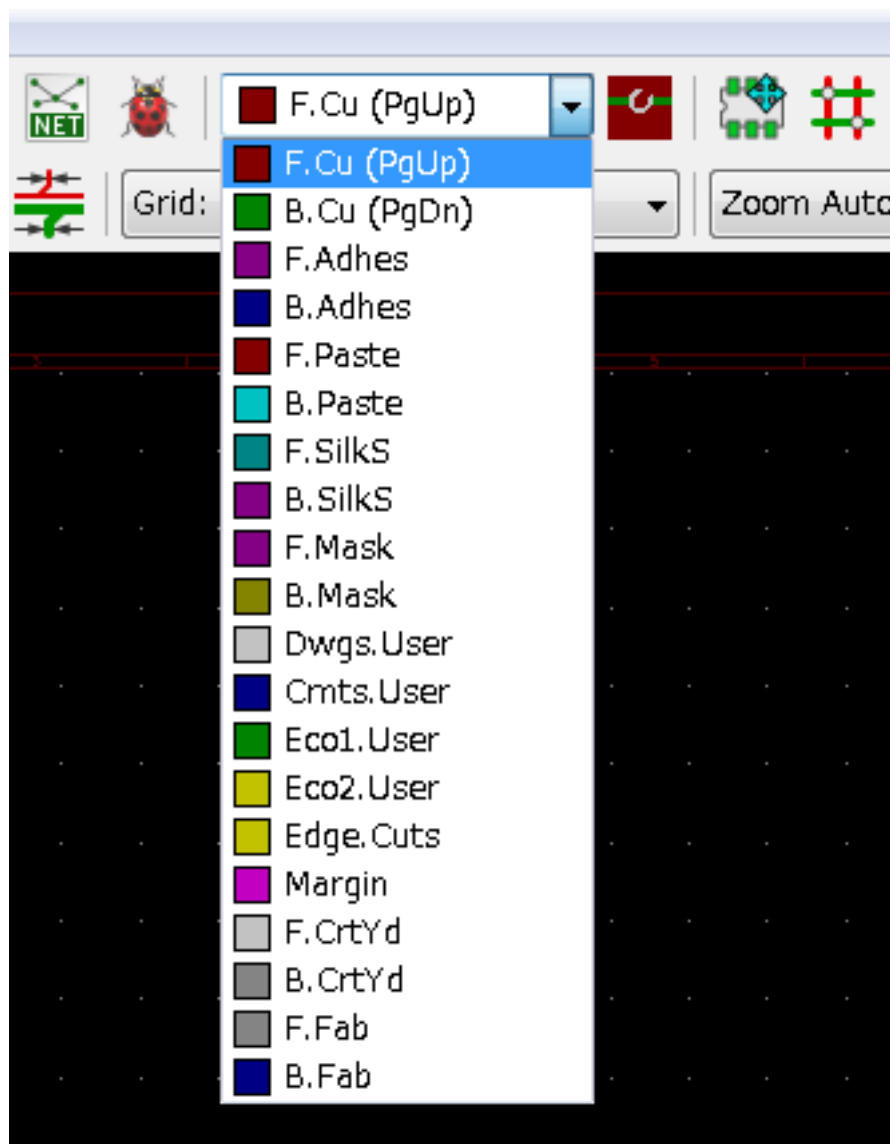 NET
F.Cu (PgUp)
F.Cu (PgUp)
Grid:
B.Cu (PgDn)
Zoom Auto
F.Adhes
B.Adhes
F.Paste
B.Paste
F.SilkS
B.SilkS
F.Mask
B.Mask
Dwgs.User
Cmts.User
Eco1.User
Eco2.User
Edge.Cuts
Margin
F.CrtYd
B.CrtYd
F.Fab
B.Fab